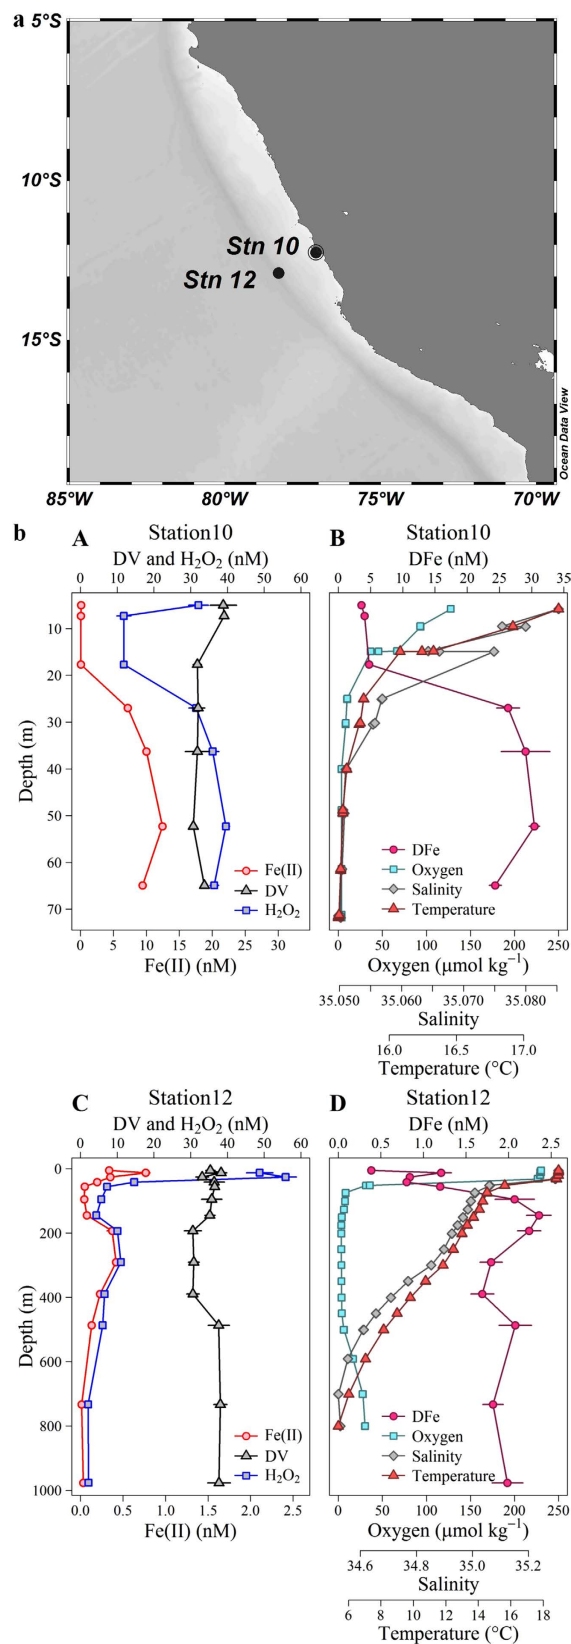 a
5°S
10°S
Stn 10
Stn 12
15°S
Ocean Data View
85°W 80°W 75°W 70°W
b
A Station10
DV and H₂O₂ (nM)
0 10 20 30 40 50 60
Depth (m)
10
20
30
40
50
60
70
Fe(II)
DV
H₂O₂
0 5 10 15 20 25 30
Fe(II) (nM)
B Station10
DFe (nM)
0 5 10 15 20 25 30 35
DFe
Oxygen
Salinity
Temperature
0 50 100 150 200 250
Oxygen (μmol kg⁻¹)
35.050 35.060 35.070 35.080
Salinity
16.0 16.5 17.0
Temperature (°C)
C Station12
DV and H₂O₂ (nM)
0 10 20 30 40 50 60
Depth (m)
0
200
400
600
800
1000
Fe(II)
DV
H₂O₂
0.0 0.5 1.0 1.5 2.0 2.5
Fe(II) (nM)
D Station12
DFe (nM)
0.0 0.5 1.0 1.5 2.0 2.5
DFe
Oxygen
Salinity
Temperature
0 50 100 150 200 250
Oxygen (μmol kg⁻¹)
34.6 34.8 35.0 35.2
Salinity
6 8 10 12 14 16 18
Temperature (°C)